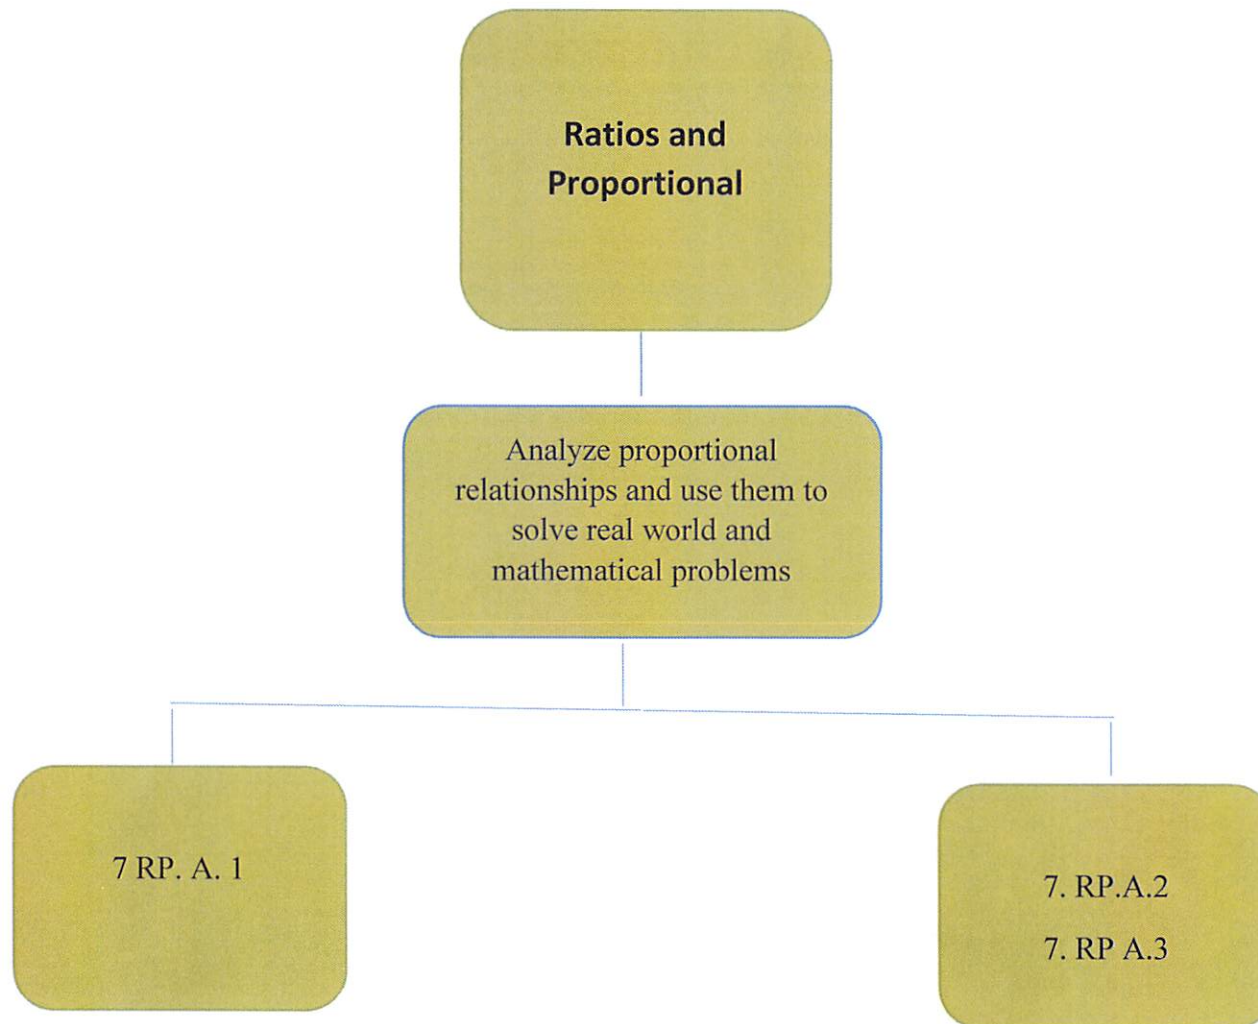 Ratios and
Proportional
Analyze proportional
relationships and use them to
solve real world and
mathematical problems
7 RP. A. 1
7. RP.A.2
7. RP A.3